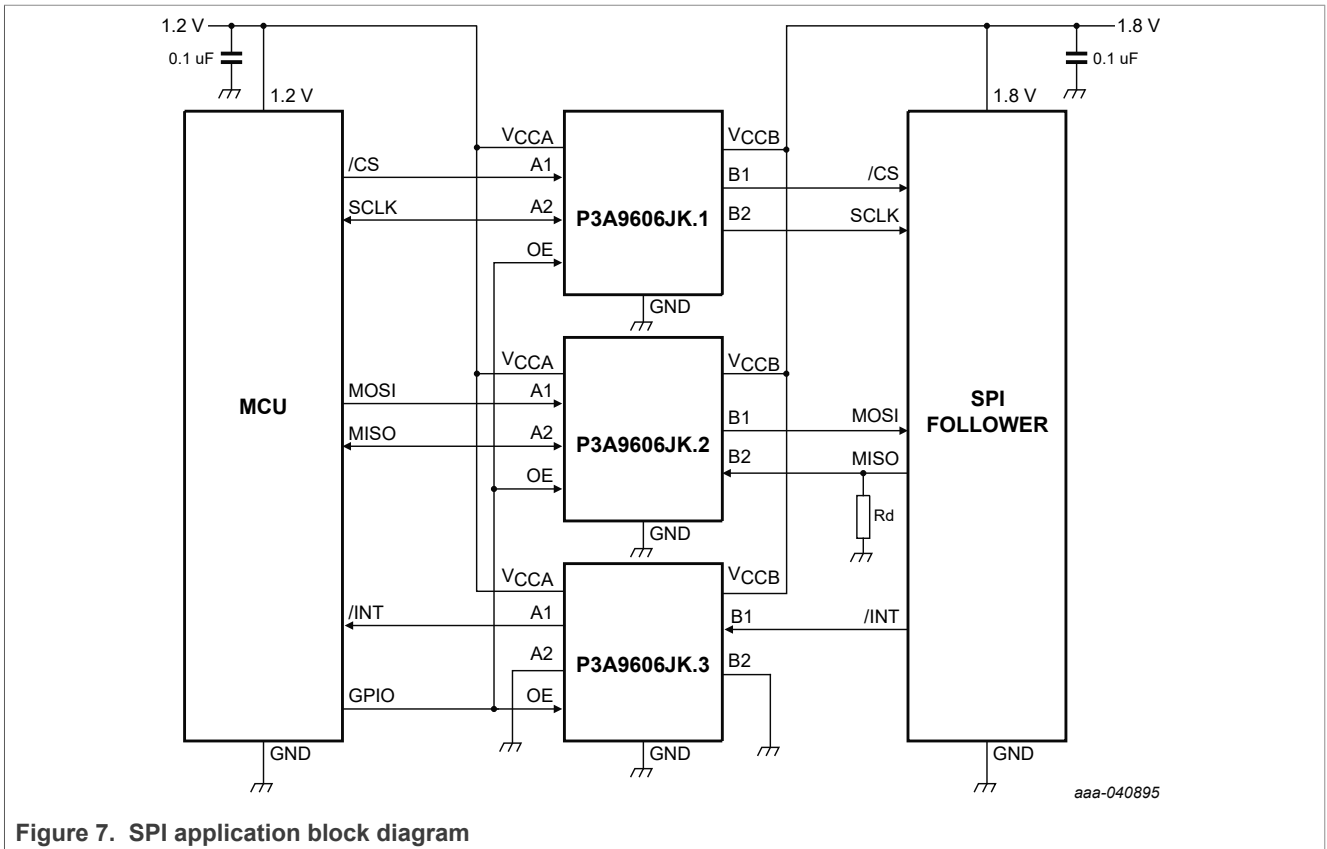 1.2 V
1.8 V
0.1 uF
0.1 uF
1.2 V
1.8 V
VCCA
VCCB
/CS
A1
B1
/CS
SCLK
A2
P3A9606JK.1
B2
SCLK
OE
GND
VCCA
VCCB
MCU
MOSI
A1
B1
MOSI
SPI
FOLLOWER
MISO
A2
P3A9606JK.2
B2
MISO
OE
Rd
GND
VCCA
VCCB
/INT
A1
B1
/INT
A2
P3A9606JK.3
B2
GPIO
OE
GND
GND
GND
aaa-040895
Figure 7. SPI application block diagram